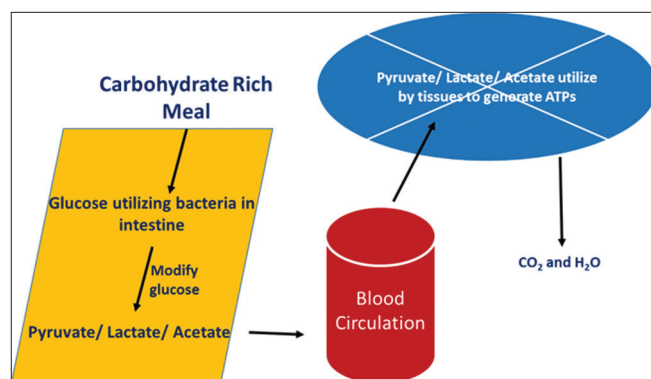 Carbohydrate Rich
Meal
Glucose utilizing bacteria in
intestine
Modify
glucose
Pyruvate/ Lactate/ Acetate
Blood
Circulation
Pyruvate/ Lactate/ Acetate utilize
by tissues to generate ATPs
CO₂ and H₂O